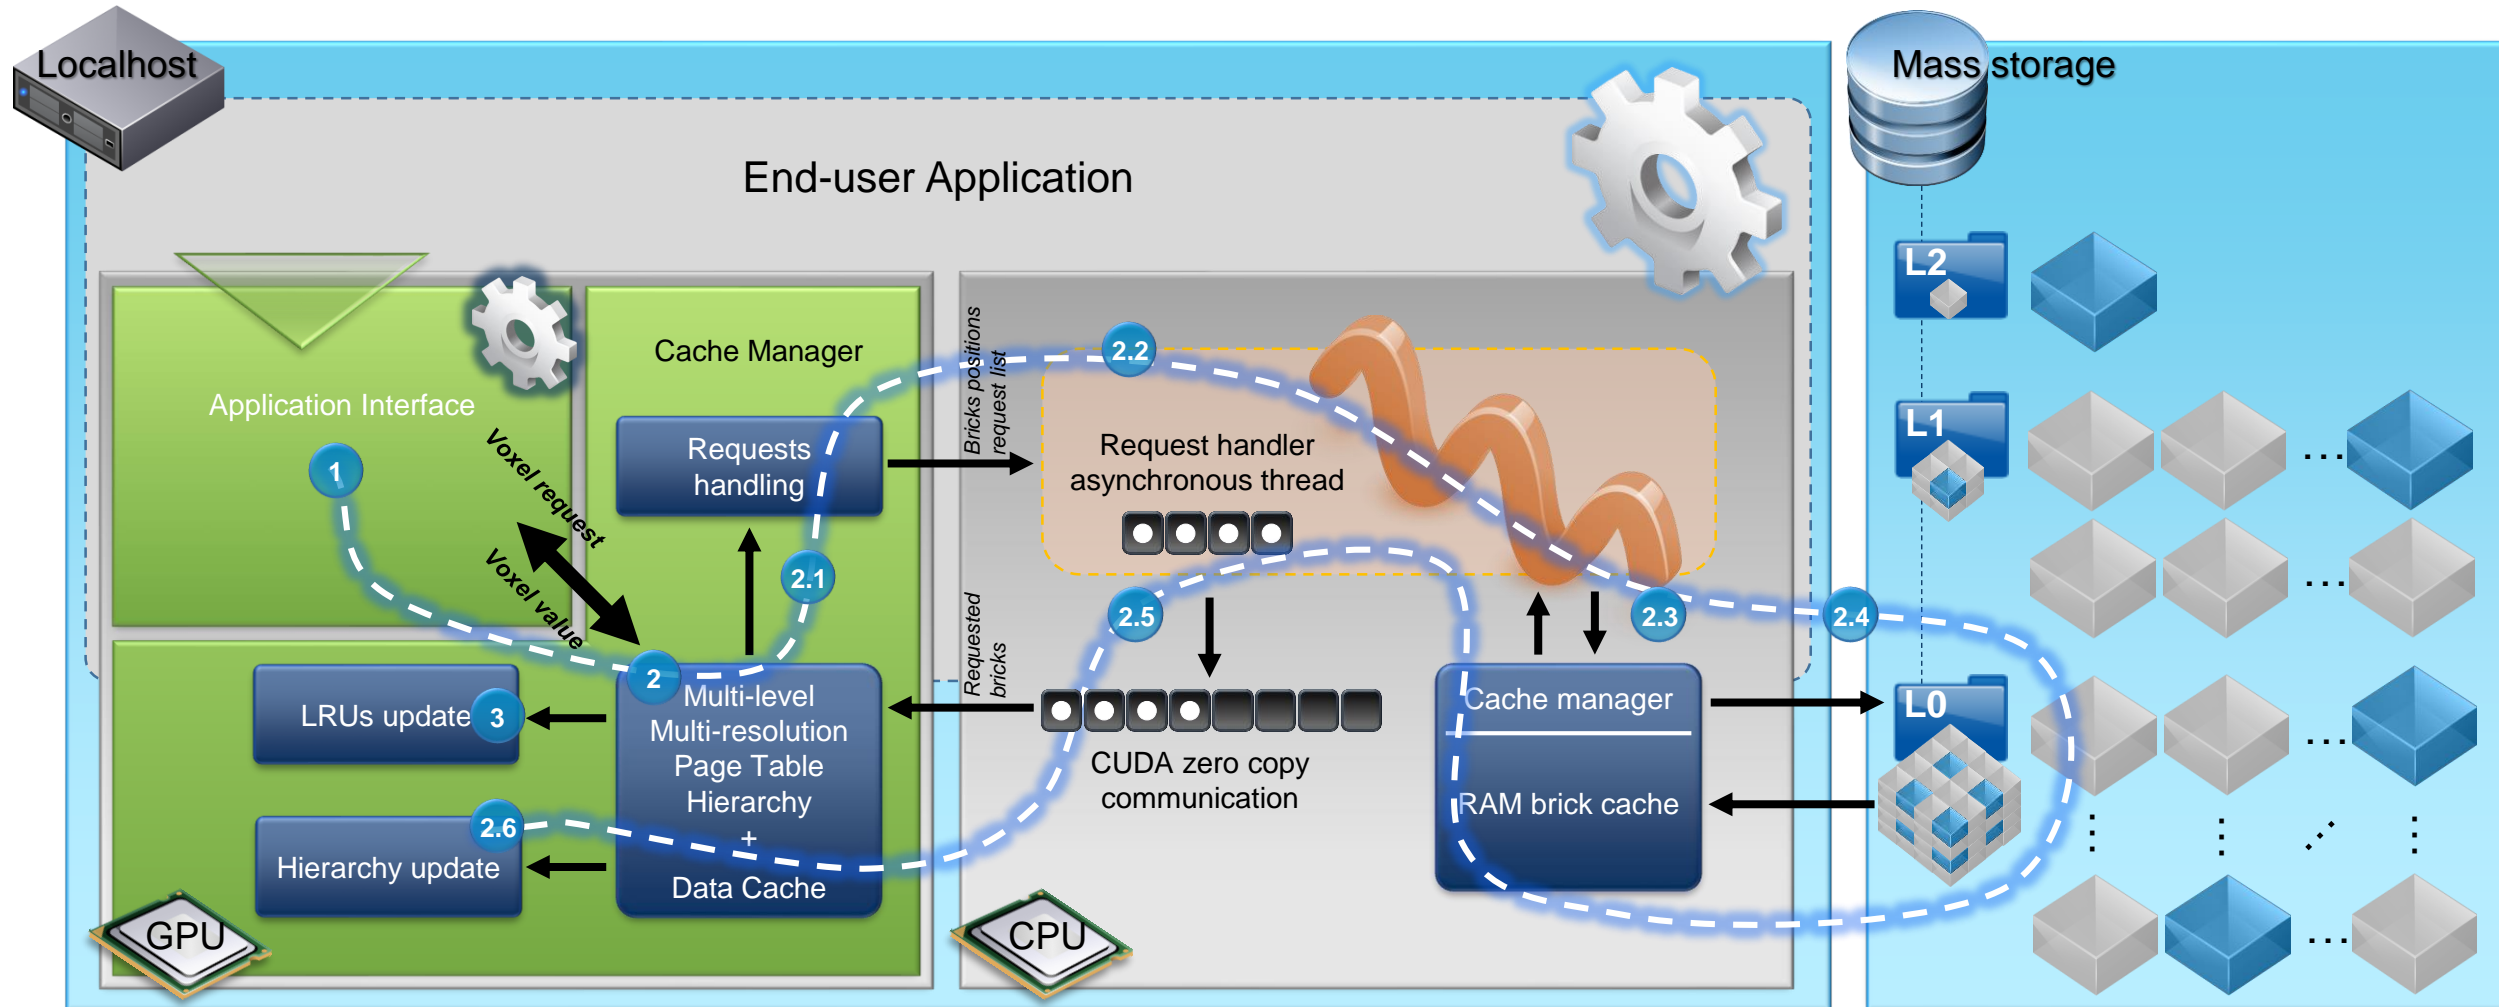 Localhost
Mass storage
End-user Application
L2
Cache Manager
Application Interface
Bricks positions
request list
2.2
L1
Requests
handling
Request handler
asynchronous thread
1
Voxel request
Voxel value
2.1
2.5
2.3
2.4
Requested
bricks
2
Multi-level
Multi-resolution
Page Table
Hierarchy
+
Data Cache
LRUs update
3
Cache manager
RAM brick cache
L0
CUDA zero copy
communication
2.6
Hierarchy update
GPU
CPU
...
...
...
...